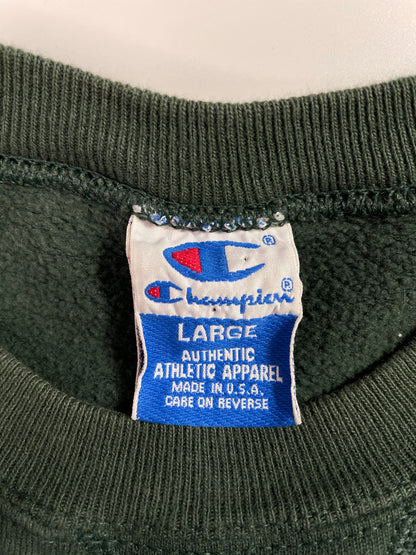 ®
Champion®
LARGE
AUTHENTIC
ATHLETIC APPAREL
MADE IN U.S.A.
CARE ON REVERSE